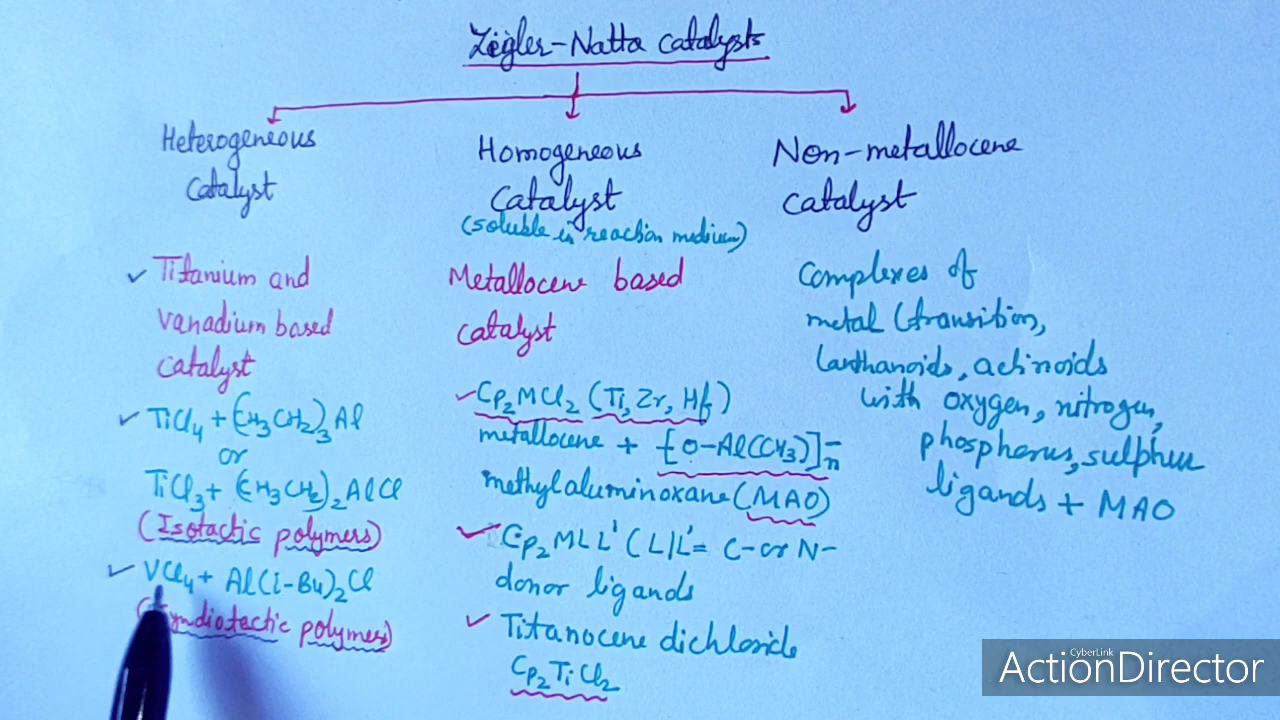 Ziegler-Natta catalysts
Heterogeneous
Catalyst
✓ Titanium and
vanadium based
catalyst
✓ TiCl4 + (CH3CH2)3Al
or
TiCl3 + (CH3CH2)2AlCl
(Isotactic polymers)
✓ VCl4 + Al(i-Bu)2Cl
(Syndiotactic polymers)
Homogeneous
Catalyst
(soluble in reaction medium)
Metallocene based
catalyst
✓ Cp2MCl2 (Ti, Zr, Hf)
metallocene + [O-Al(CH3)]n
methylaluminoxane (MAO)
✓ Cp2MLL' (L/L' = C- or N-
donor ligands
✓ Titanocene dichloride
Cp2TiCl2
Non-metallocene
catalyst
Complexes of
metal (transition,
lanthanoids, actinoids
with oxygen, nitrogen,
phosphorus, sulphur
ligands + MAO
CyberLink
ActionDirector